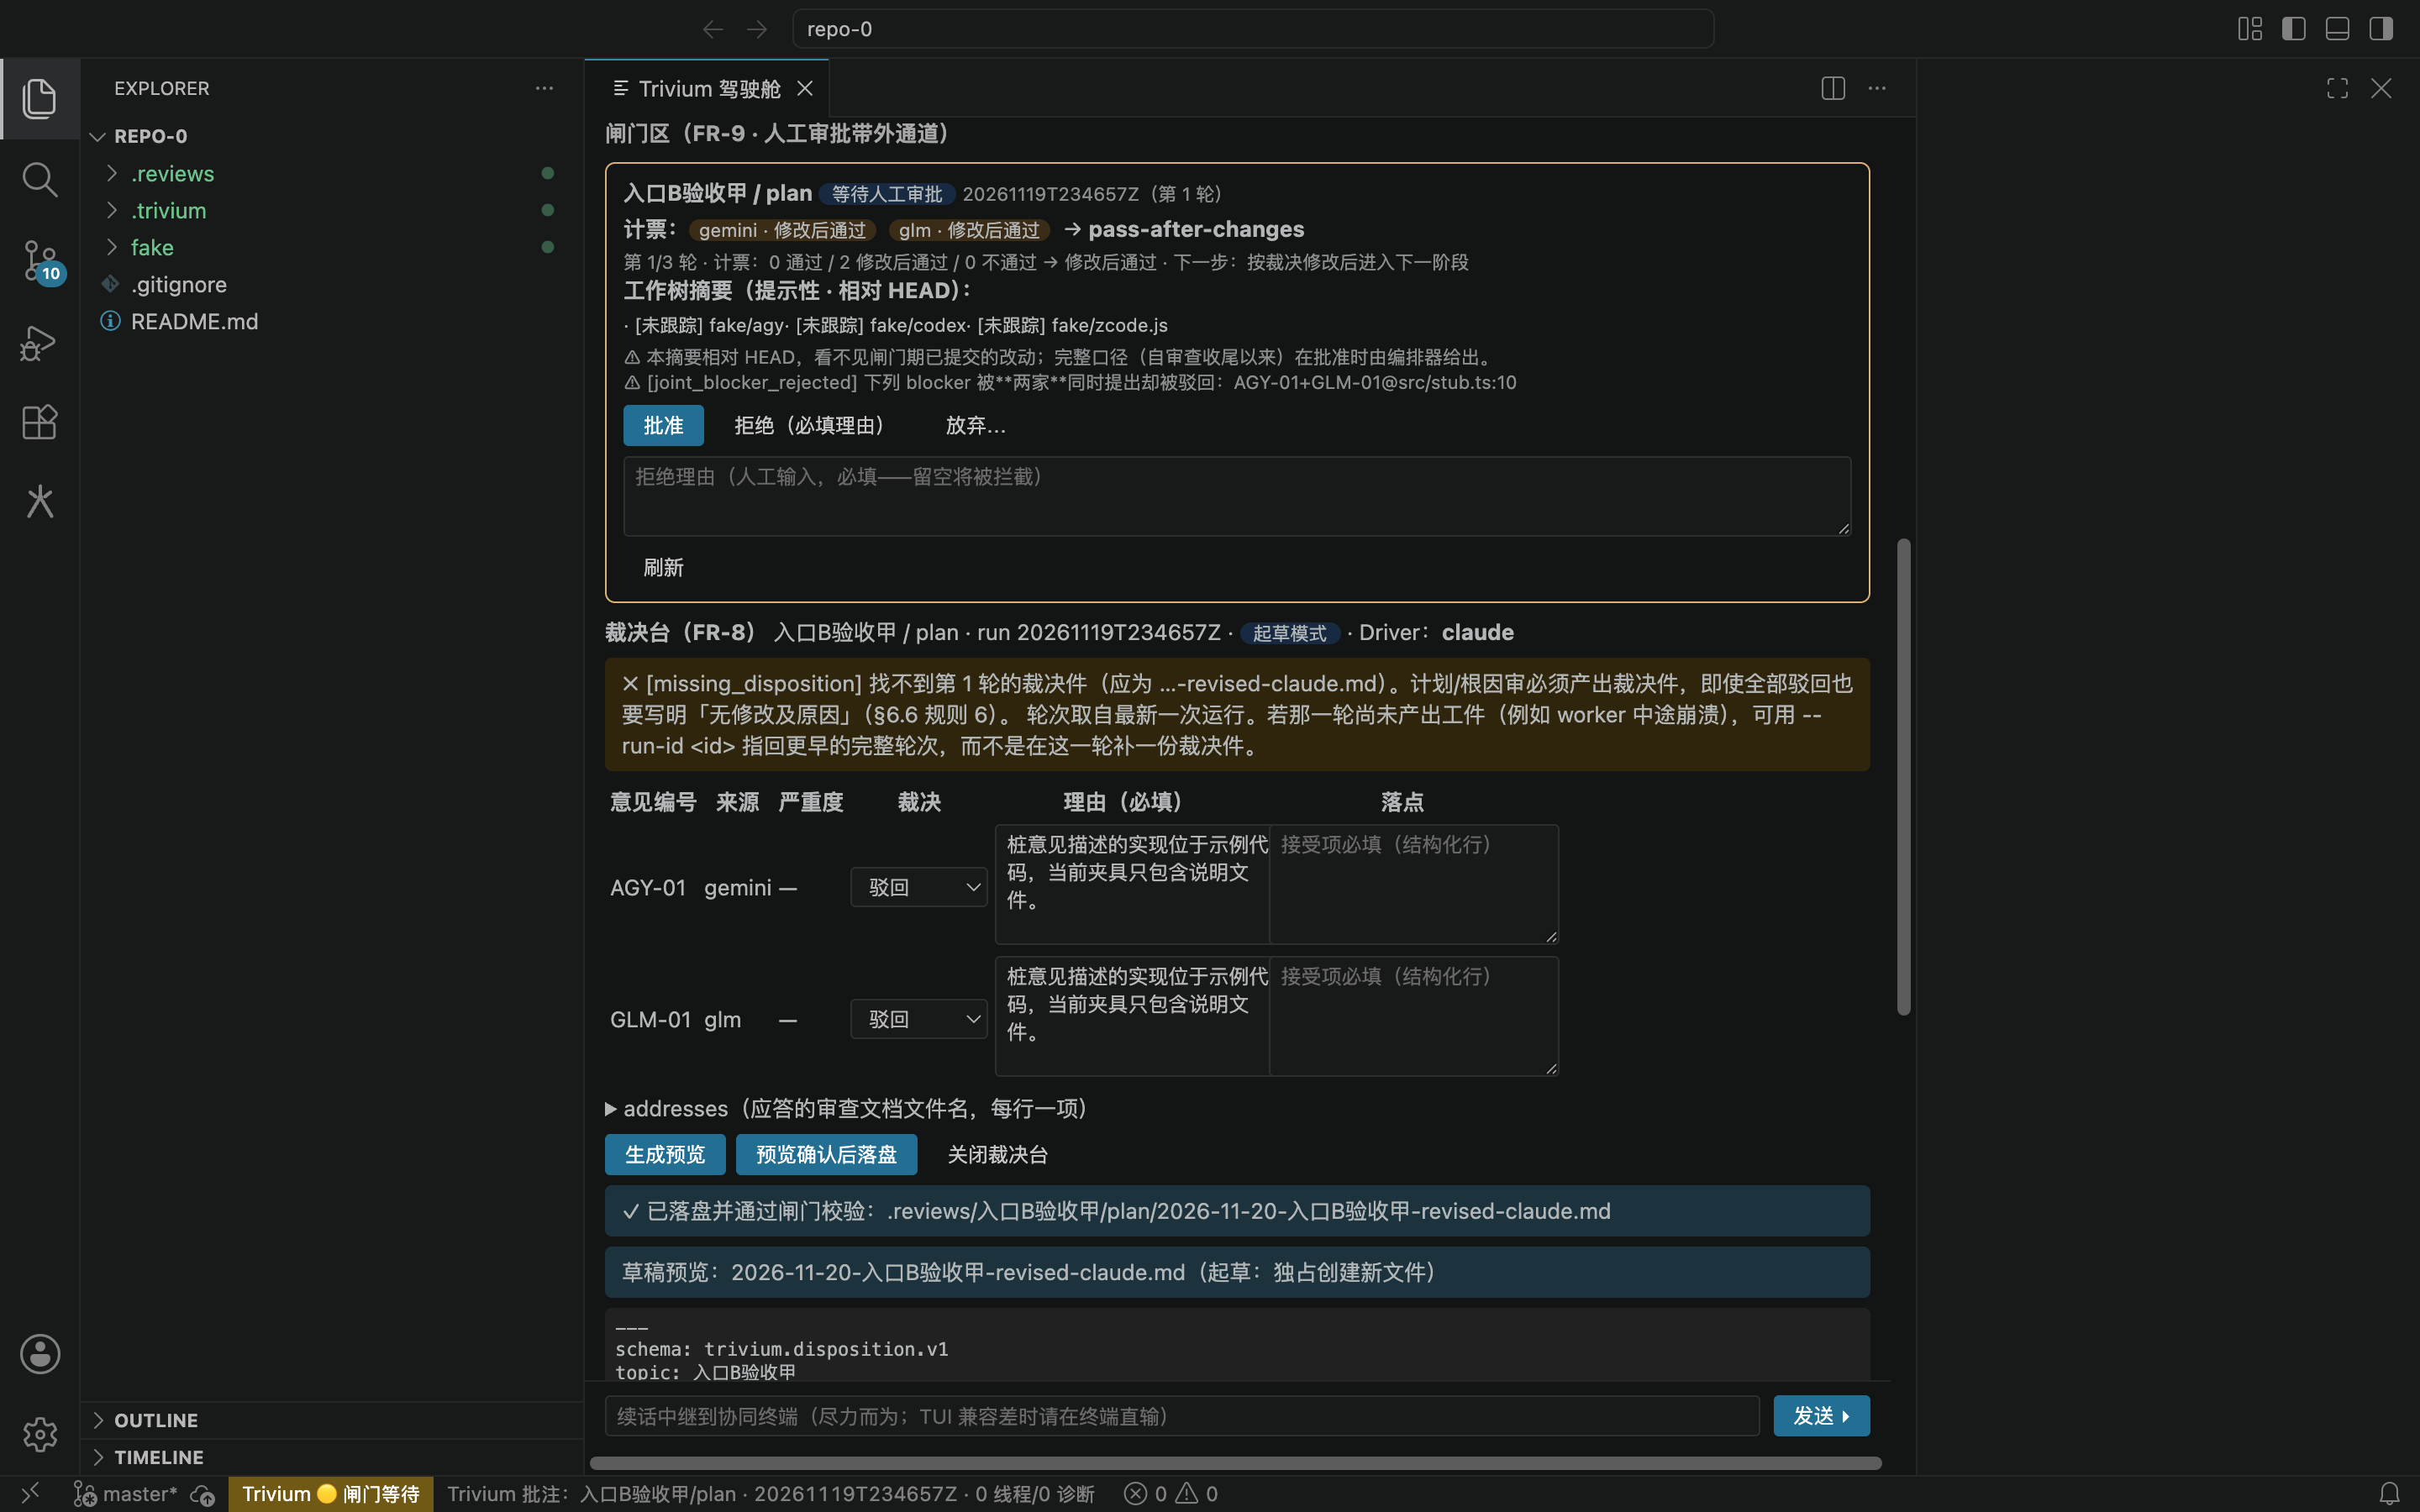 repo-0
EXPLORER
REPO-0
.reviews
.trivium
fake
.gitignore
README.md
10
OUTLINE
TIMELINE
Trivium 驾驶舱
闸门区（FR-9 · 人工审批带外通道）
入口B验收甲 / plan 等待人工审批 20261119T234657Z（第 1 轮）
计票： gemini · 修改后通过 glm · 修改后通过 → pass-after-changes
第 1/3 轮 · 计票：0 通过 / 2 修改后通过 / 0 不通过 → 修改后通过 · 下一步：按裁决修改后进入下一阶段
工作树摘要（提示性 · 相对 HEAD）：
· [未跟踪] fake/agy· [未跟踪] fake/codex· [未跟踪] fake/zcode.js
⚠ 本摘要相对 HEAD，看不见闸门期已提交的改动；完整口径（自审查收尾以来）在批准时由编排器给出。
⚠ [joint_blocker_rejected] 下列 blocker 被**两家**同时提出却被驳回：AGY-01+GLM-01@src/stub.ts:10
批准 拒绝（必填理由） 放弃…
拒绝理由（人工输入，必填——留空将被拦截）
刷新
裁决台（FR-8） 入口B验收甲 / plan · run 20261119T234657Z · 起草模式 · Driver：claude
✕ [missing_disposition] 找不到第 1 轮的裁决件（应为 …-revised-claude.md）。计划/根因审必须产出裁决件，即使全部驳回也
要写明「无修改及原因」（§6.6 规则 6）。 轮次取自最新一次运行。若那一轮尚未产出工件（例如 worker 中途崩溃），可用 --
run-id <id> 指回更早的完整轮次，而不是在这一轮补一份裁决件。
意见编号 来源 严重度 裁决 理由（必填） 落点
AGY-01 gemini — 驳回
桩意见描述的实现位于示例代
码，当前夹具只包含说明文
件。
接受项必填（结构化行）
GLM-01 glm — 驳回
桩意见描述的实现位于示例代
码，当前夹具只包含说明文
件。
接受项必填（结构化行）
▶ addresses（应答的审查文档文件名，每行一项）
生成预览 预览确认后落盘 关闭裁决台
✓ 已落盘并通过闸门校验：.reviews/入口B验收甲/plan/2026-11-20-入口B验收甲-revised-claude.md
草稿预览：2026-11-20-入口B验收甲-revised-claude.md（起草：独占创建新文件）
---
schema: trivium.disposition.v1
topic: 入口B验收甲
续话中继到协同终端（尽力而为；TUI 兼容差时请在终端直输）
发送
master* Trivium 闸门等待 Trivium 批注：入口B验收甲/plan · 20261119T234657Z · 0 线程/0 诊断 0 0